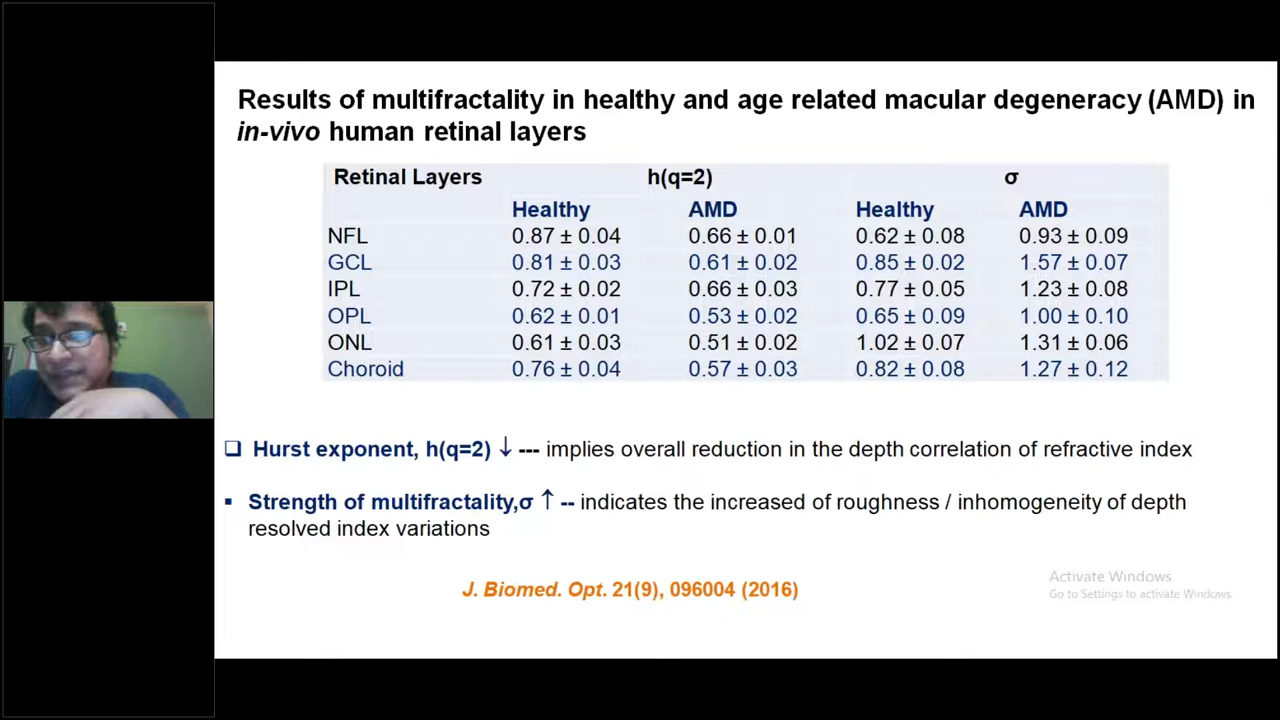 Results of multifractality in healthy and age related macular degeneracy (AMD) in
in-vivo human retinal layers
Retinal Layers h(q=2) σ
Healthy AMD Healthy AMD
NFL 0.87 ± 0.04 0.66 ± 0.01 0.62 ± 0.08 0.93 ± 0.09
GCL 0.81 ± 0.03 0.61 ± 0.02 0.85 ± 0.02 1.57 ± 0.07
IPL 0.72 ± 0.02 0.66 ± 0.03 0.77 ± 0.05 1.23 ± 0.08
OPL 0.62 ± 0.01 0.53 ± 0.02 0.65 ± 0.09 1.00 ± 0.10
ONL 0.61 ± 0.03 0.51 ± 0.02 1.02 ± 0.07 1.31 ± 0.06
Choroid 0.76 ± 0.04 0.57 ± 0.03 0.82 ± 0.08 1.27 ± 0.12
❑ Hurst exponent, h(q=2) ↓ --- implies overall reduction in the depth correlation of refractive index
▪ Strength of multifractality,σ ↑ -- indicates the increased of roughness / inhomogeneity of depth
resolved index variations
J. Biomed. Opt. 21(9), 096004 (2016)
Activate Windows
Go to Settings to activate Windows.